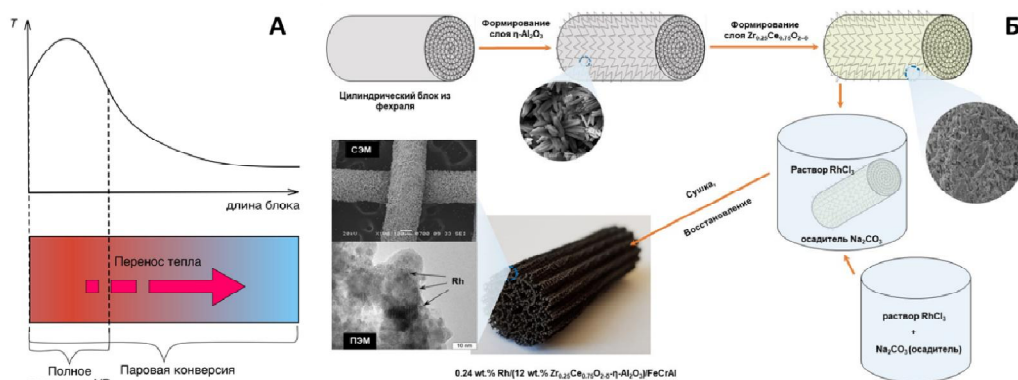 А
T
длина блока
Перенос тепла
Полное
Паровая конверсия
Б
Формирование
слоя η-Al₂O₃
Формирование
слоя Zr₀.₂₅Ce₀.₇₅O₂₋δ
Цилиндрический блок из
фехраля
СЭМ
ПЭМ
Rh
10 нм
Сушка,
Восстановление
Раствор RhCl₃
осадитель Na₂CO₃
раствор RhCl₃
+
Na₂CO₃(осадитель)
0.24 wt.% Rh/(12 wt.% Zr₀.₂₅Ce₀.₇₅O₂₋δ-η-Al₂O₃)/FeCrAl